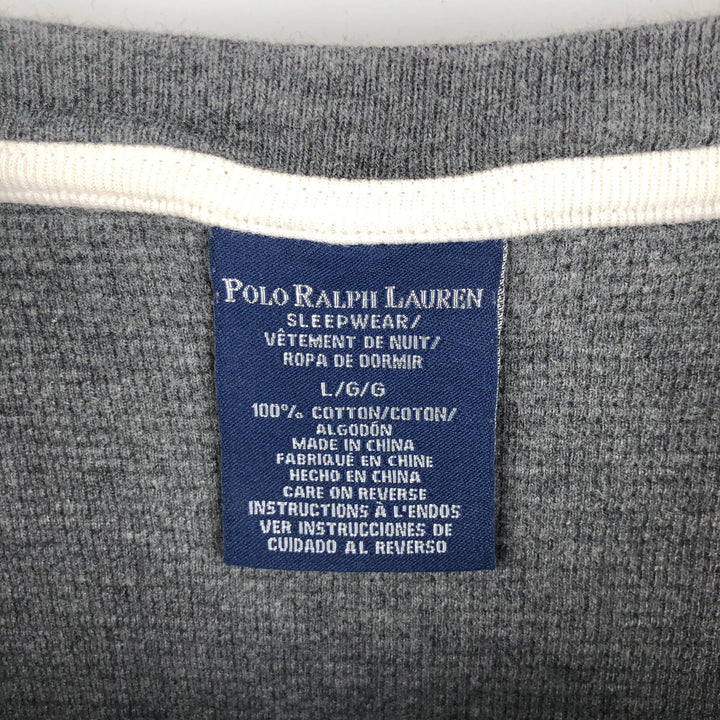 POLO RALPH LAUREN
SLEEPWEAR/
VÊTEMENT DE NUIT/
ROPA DE DORMIR
L/G/G
100% COTTON/COTON/
ALGODÓN
MADE IN CHINA
FABRIQUÉ EN CHINE
HECHO EN CHINA
CARE ON REVERSE
INSTRUCTIONS À L'ENDOS
VER INSTRUCCIONES DE
CUIDADO AL REVERSO